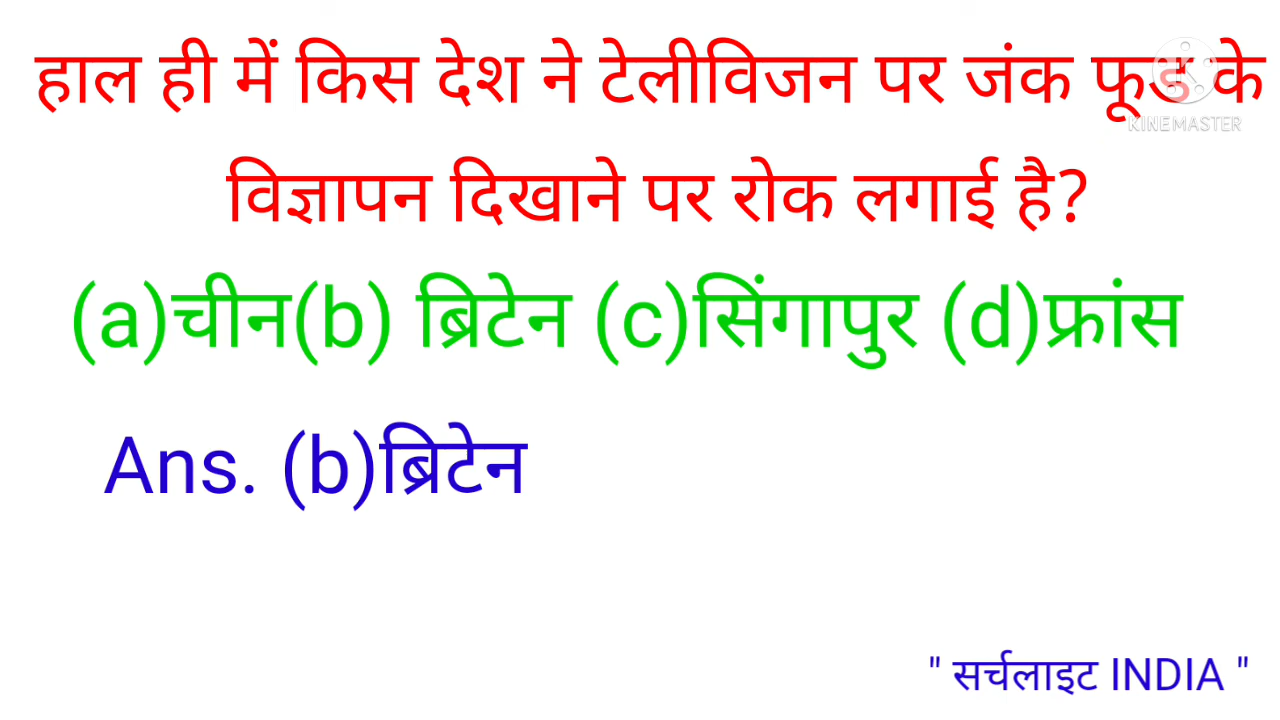 हाल ही में किस देश ने टेलीविजन पर जंक फूड के
KINEMASTER
विज्ञापन दिखाने पर रोक लगाई है?
(a)चीन(b) ब्रिटेन (c)सिंगापुर (d)फ्रांस
Ans. (b)ब्रिटेन
" सर्चलाइट INDIA "